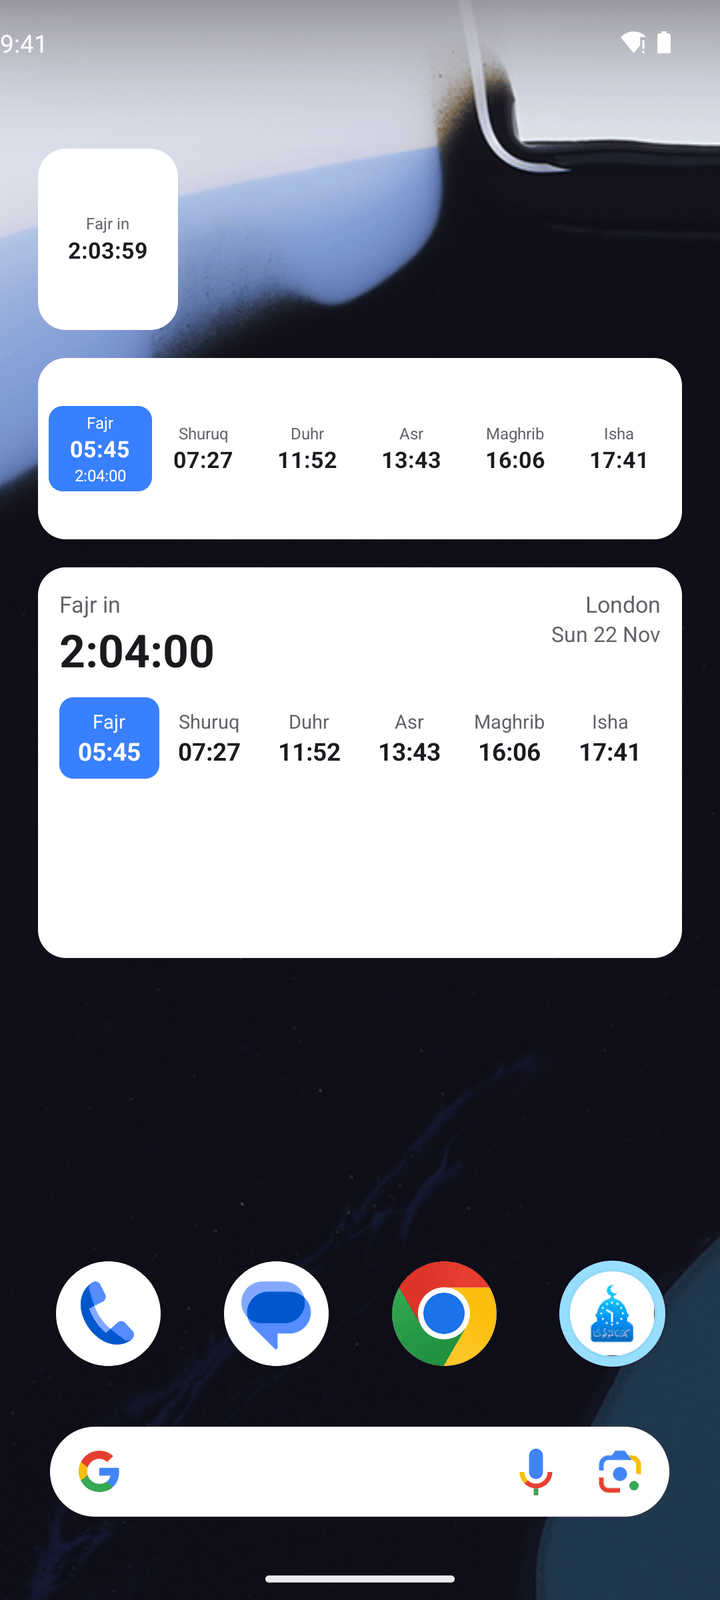 9:41
Fajr in
2:03:59
Fajr Shuruq Duhr Asr Maghrib Isha
05:45 07:27 11:52 13:43 16:06 17:41
2:04:00
Fajr in London
2:04:00 Sun 22 Nov
Fajr Shuruq Duhr Asr Maghrib Isha
05:45 07:27 11:52 13:43 16:06 17:41